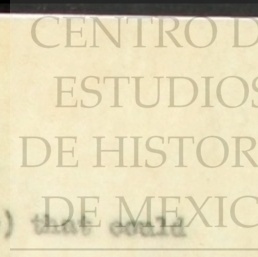 CENTRO D
ESTUDIOS
DE HISTOR
DE MEXIC
) that could